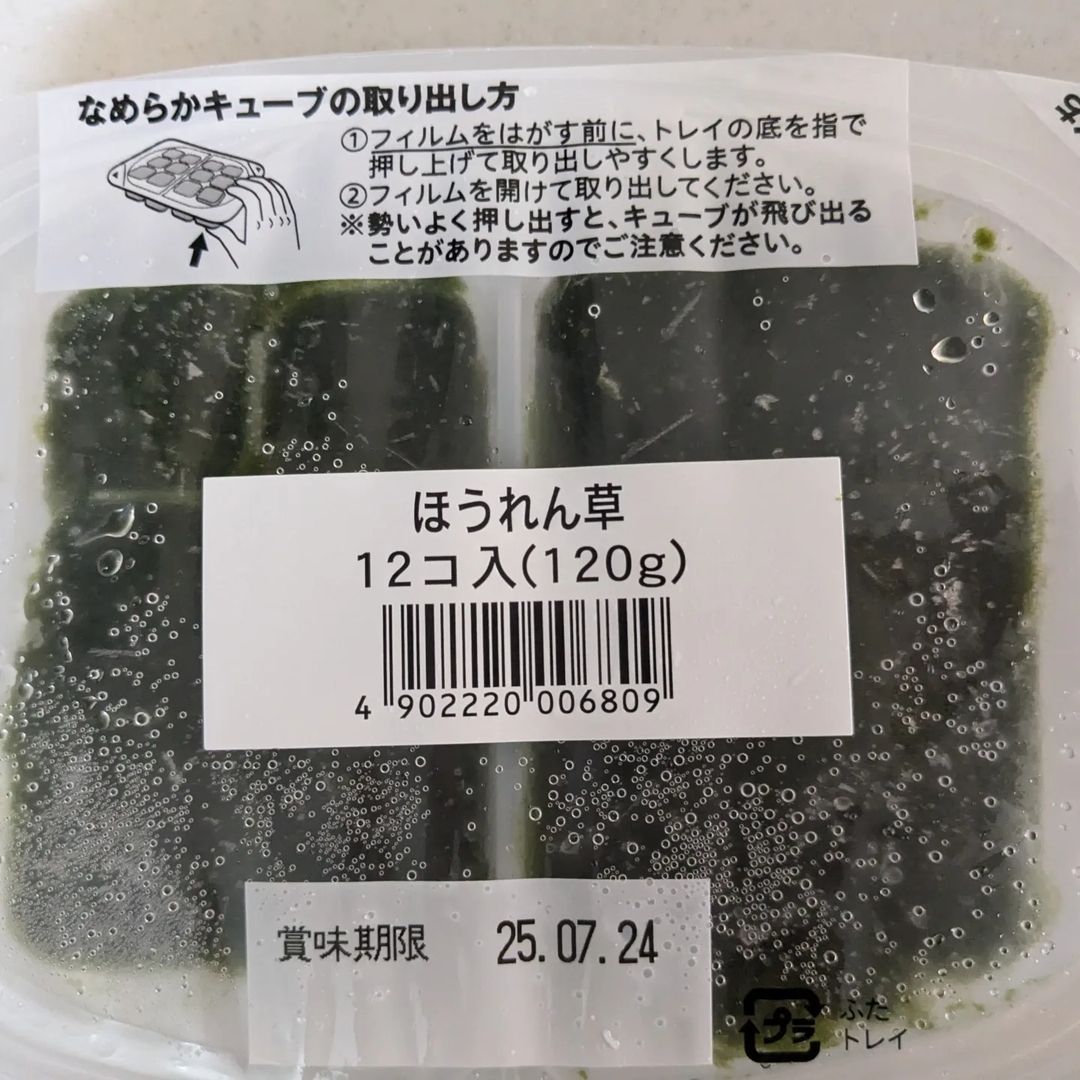 なめらかキューブの取り出し方
①フィルムをはがす前に、トレイの底を指で
押し上げて取り出しやすくします。
②フィルムを開けて取り出してください。
※勢いよく押し出すと、キューブが飛び出る
ことがありますのでご注意ください。
ほうれん草
12コ入(120g)
4 902220 006809
賞味期限 25.07.24
プラ
ふた
トレイ